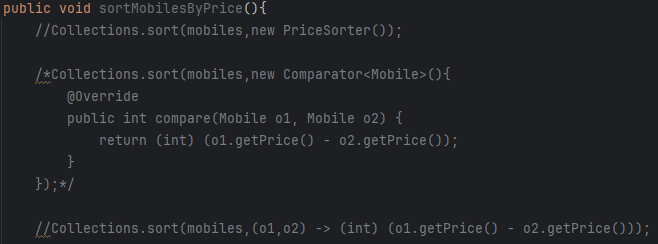 public void sortMobilesByPrice(){
//Collections.sort(mobiles,new PriceSorter());
/*Collections.sort(mobiles,new Comparator<Mobile>(){
@Override
public int compare(Mobile o1, Mobile o2) {
return (int) (o1.getPrice() - o2.getPrice());
}
});*/
//Collections.sort(mobiles,(o1,o2) -> (int) (o1.getPrice() - o2.getPrice()));